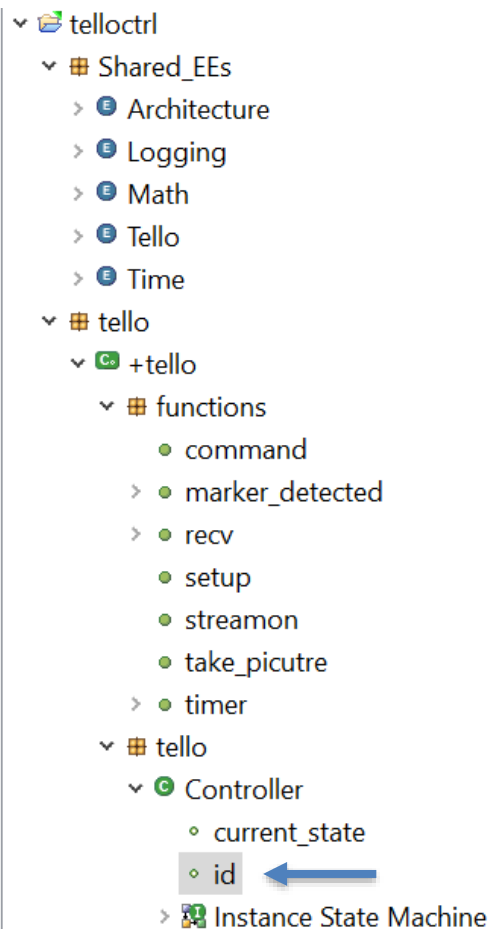 telloctrl
Shared_EEs
Architecture
Logging
Math
Tello
Time
tello
+tello
functions
command
marker_detected
recv
setup
streamon
take_picutre
timer
tello
Controller
current_state
id
Instance State Machine